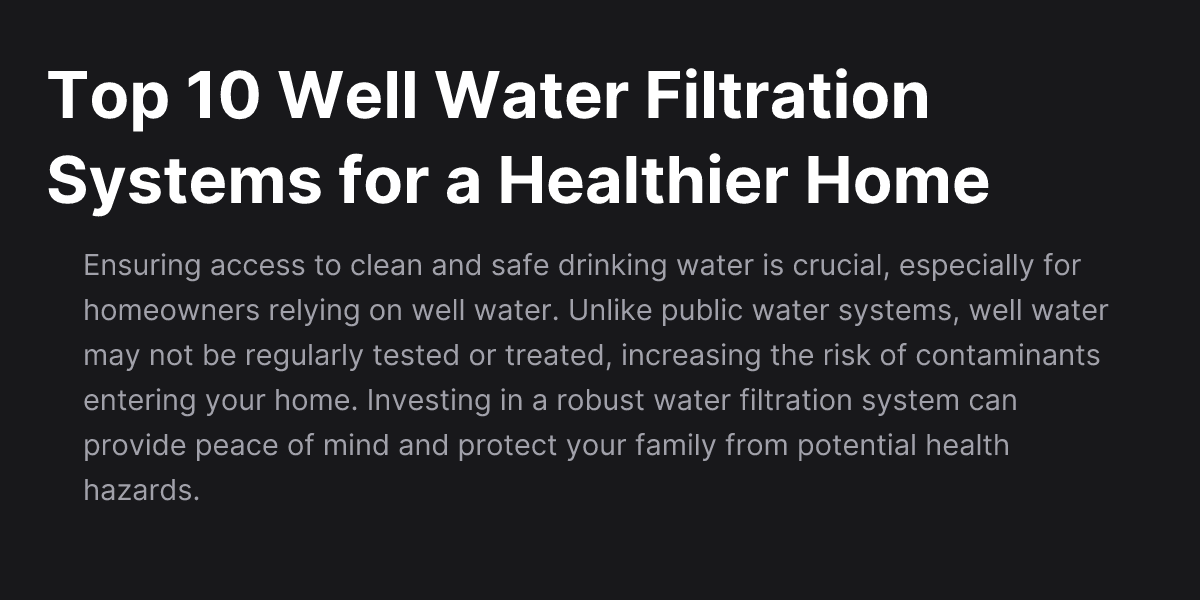 Top 10 Well Water Filtration
Systems for a Healthier Home
Ensuring access to clean and safe drinking water is crucial, especially for
homeowners relying on well water. Unlike public water systems, well water
may not be regularly tested or treated, increasing the risk of contaminants
entering your home. Investing in a robust water filtration system can
provide peace of mind and protect your family from potential health
hazards.